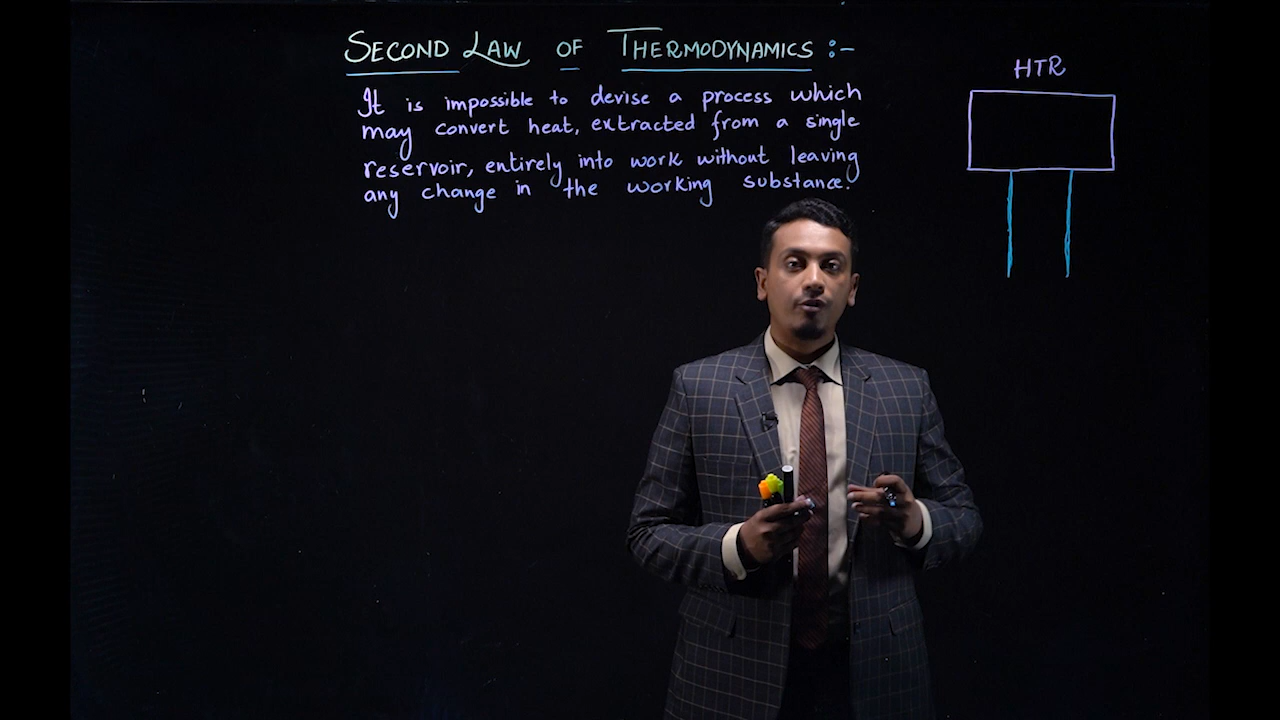 SECOND LAW OF THERMODYNAMICS :-
It is impossible to devise a process which
may convert heat, extracted from a single
reservoir, entirely into work without leaving
any change in the working substance.
HTR